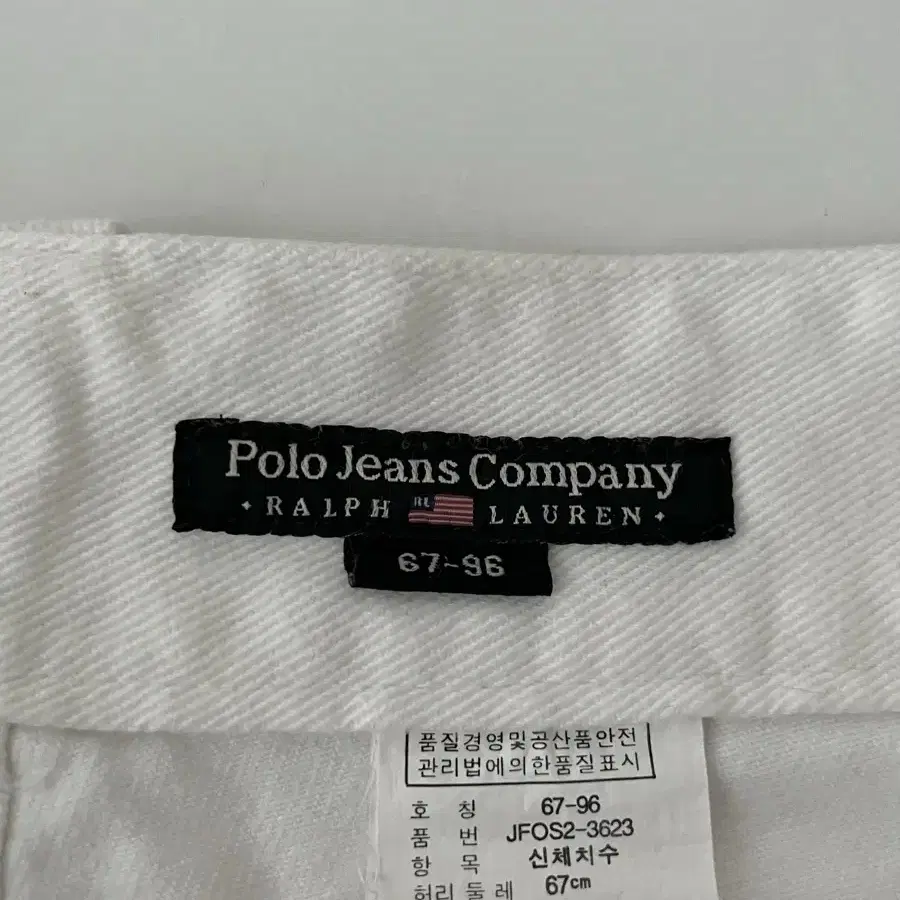 Polo Jeans Company
RALPH RL LAUREN
67-96
품질경영및공산품안전
관리법에의한품질표시
호 칭 67-96
품 번 JFOS2-3623
항 목 신체치수
허리 둘레 67cm